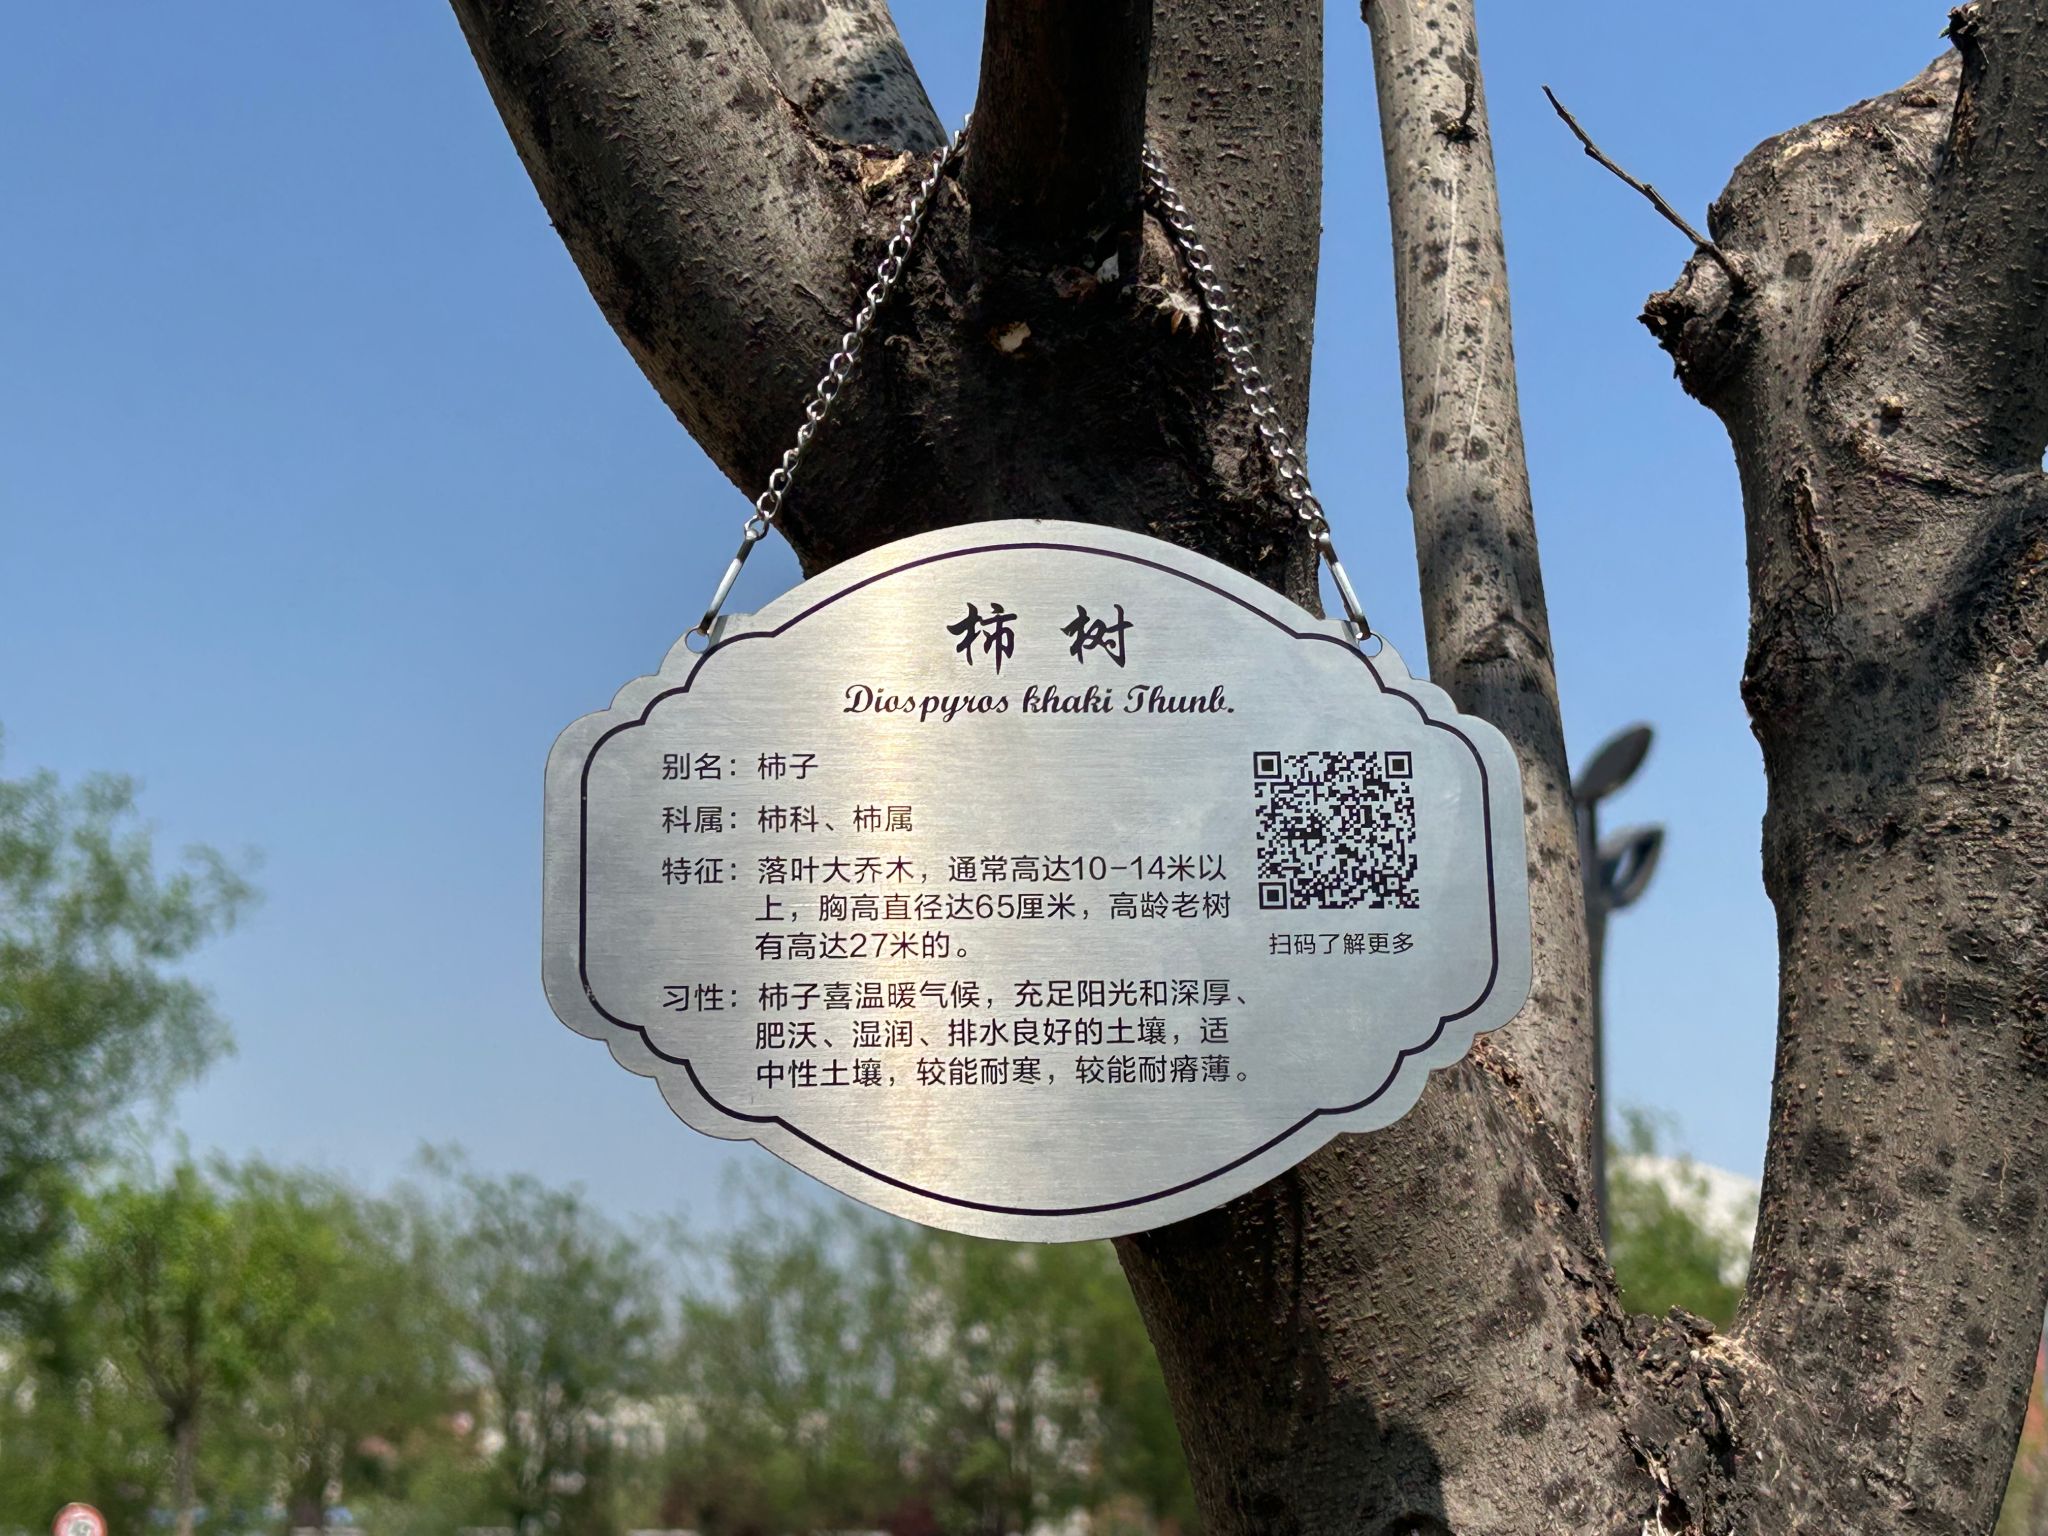 柿 树
Diospyros khaki Thunb.
别名：柿子
科属：柿科、柿属
特征：落叶大乔木，通常高达10-14米以
上，胸高直径达65厘米，高龄老树
有高达27米的。
习性：柿子喜温暖气候，充足阳光和深厚、
肥沃、湿润、排水良好的土壤，适
中性土壤，较能耐寒，较能耐瘠薄。
扫码了解更多